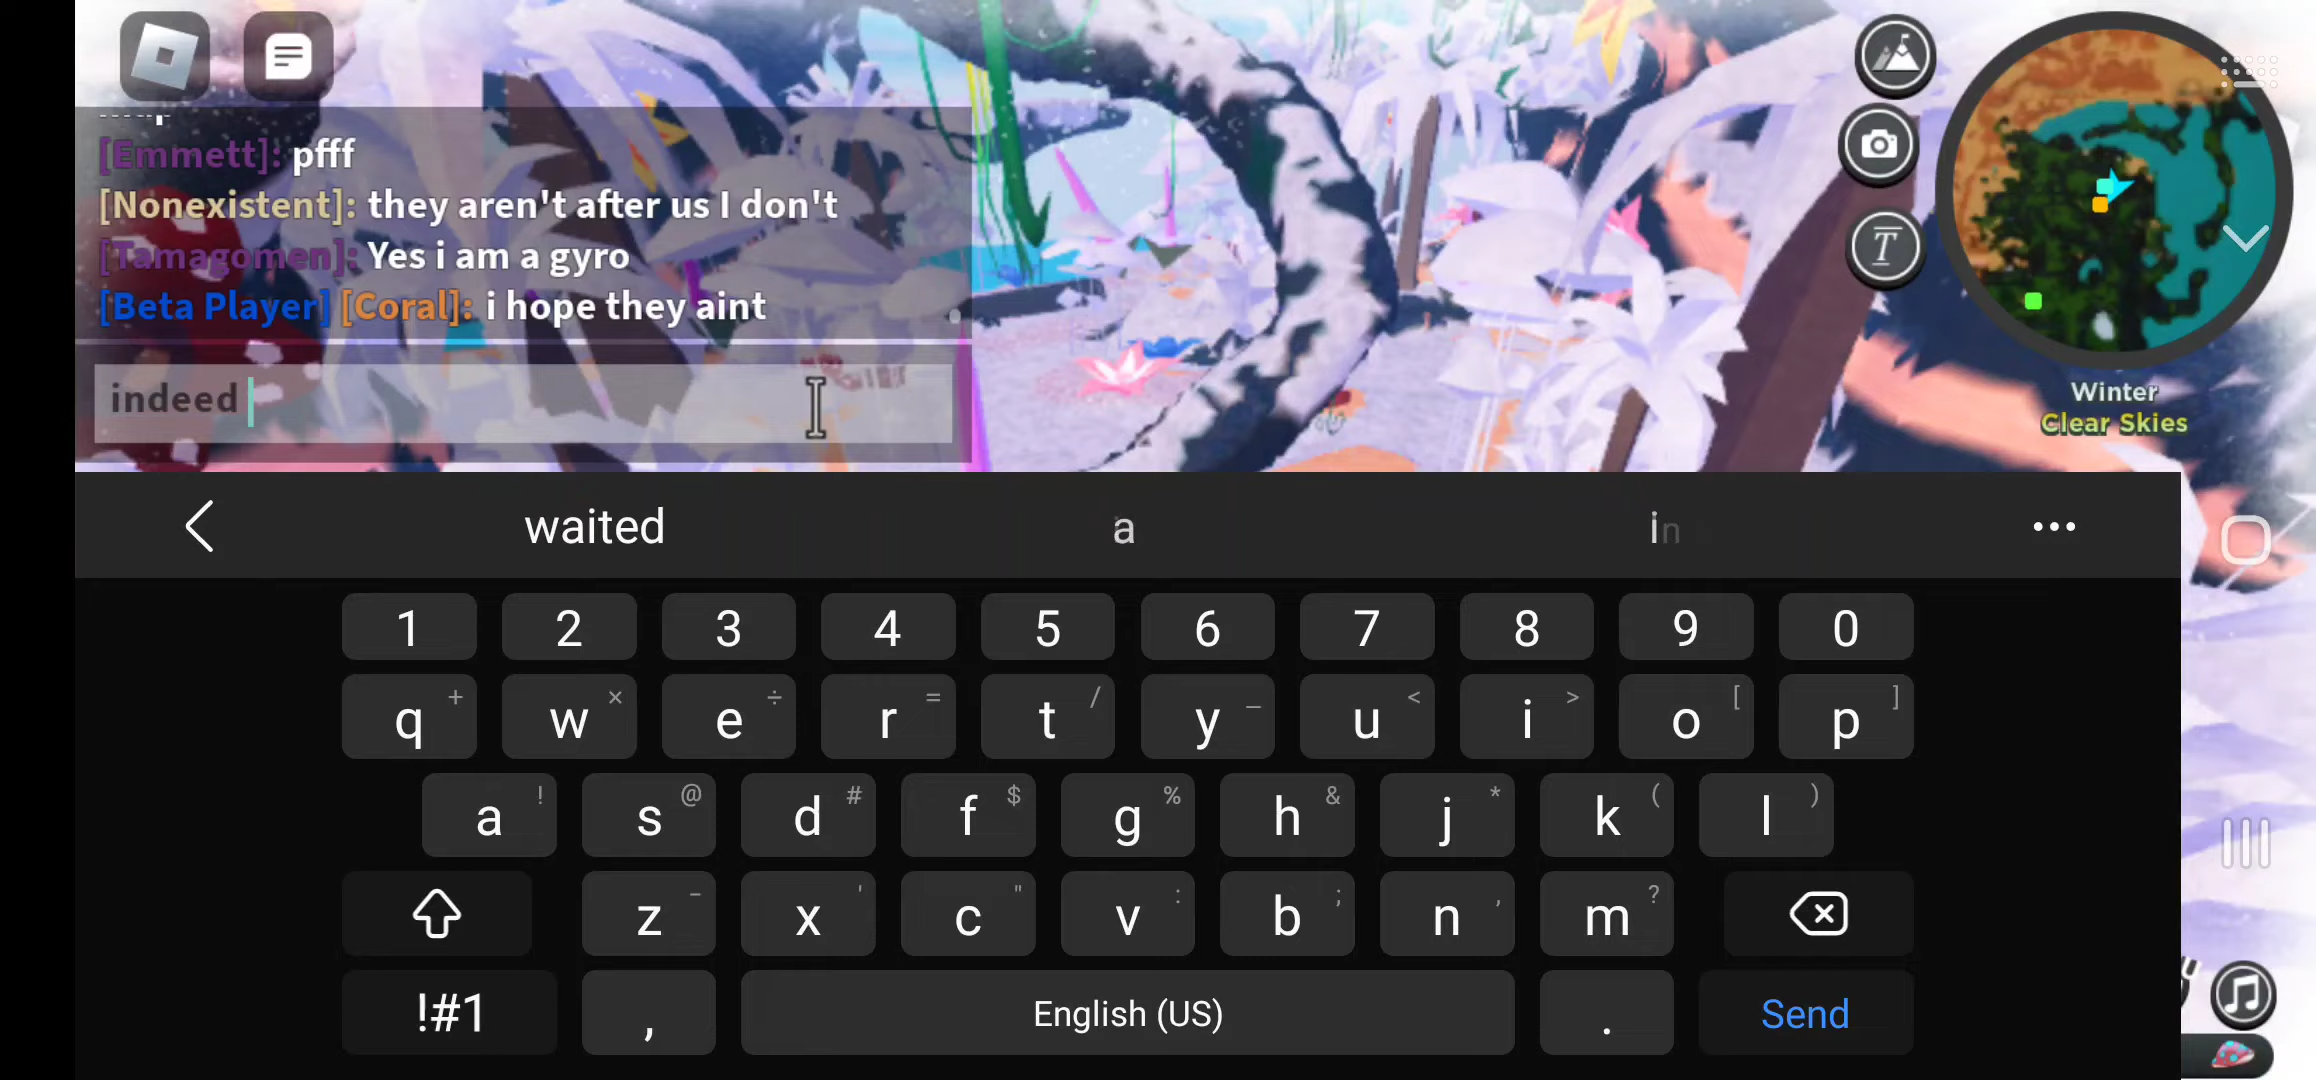 [Emmett]: pfff
[Nonexistent]: they aren't after us I don't
[Tamagomen]: Yes i am a gyro
[Beta Player] [Coral]: i hope they aint
indeed
Winter
Clear Skies
waited a in
1 2 3 4 5 6 7 8 9 0
q + w × e ÷ r = t / y _ u < i > o [ p ]
a ! s @ d # f $ g % h & j * k ( l )
z - x ' c " v : b ; n , m ?
!#1 , English (US) . Send